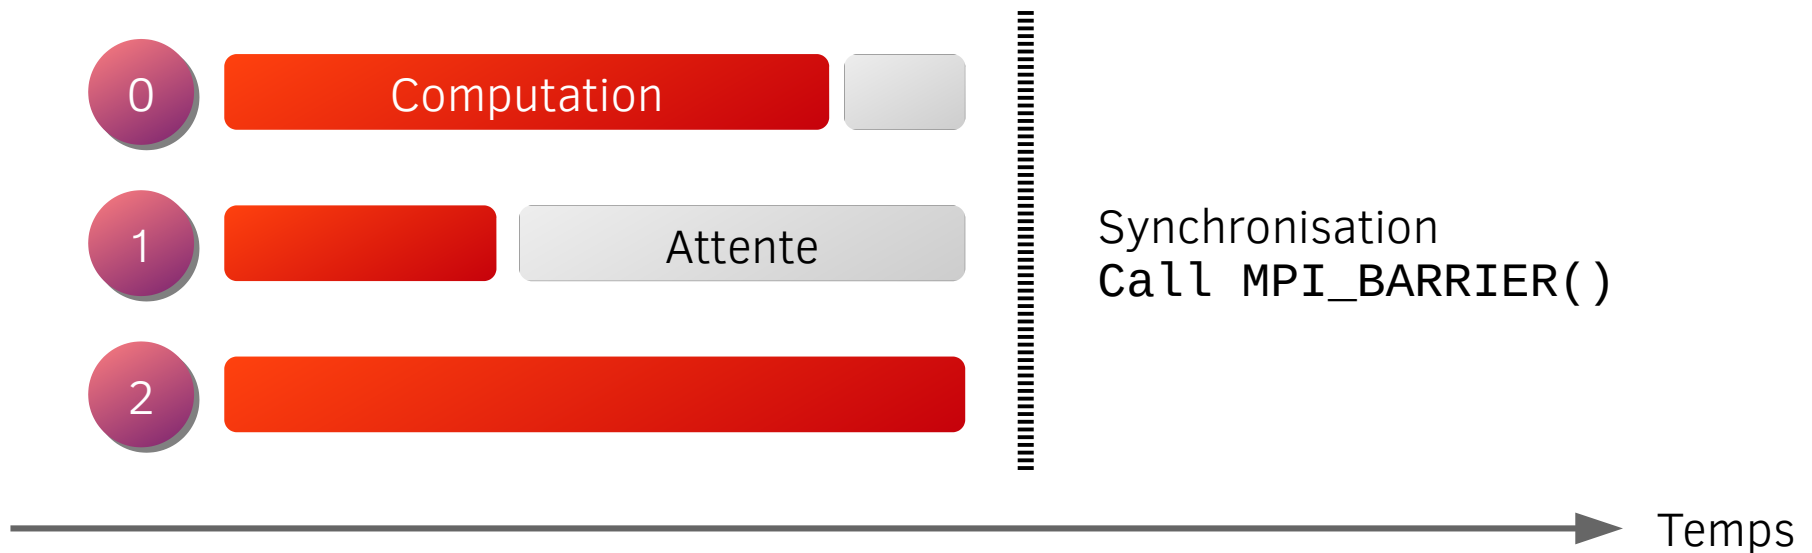 0
Computation
1
Attente
2
Synchronisation
Call MPI_BARRIER()
Temps